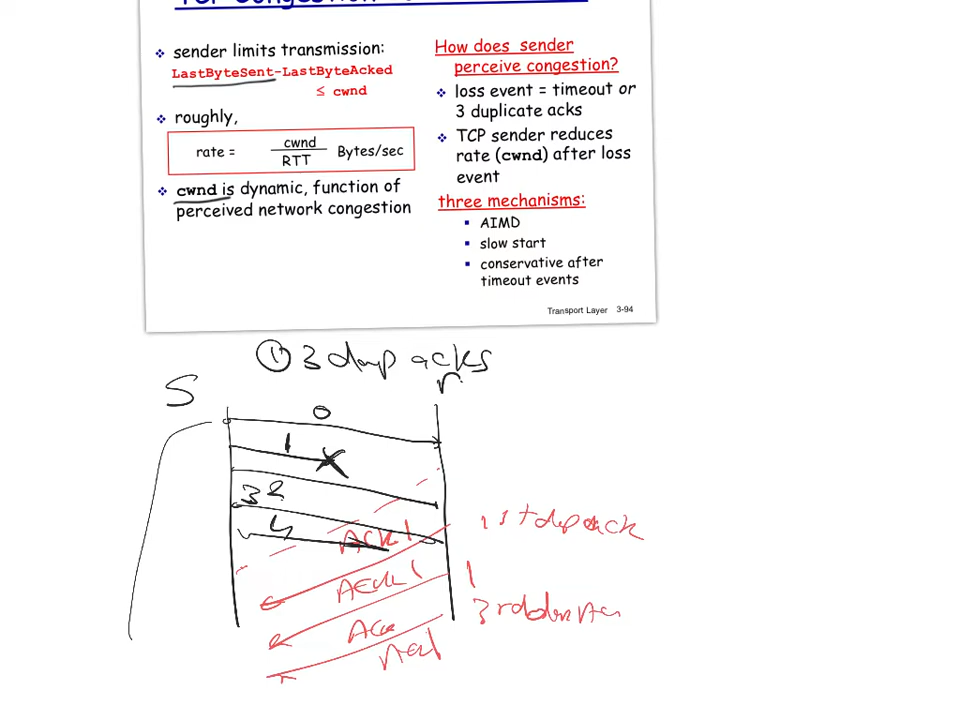 TCP Congestion
sender limits transmission:
LastByteSent-LastByteAcked
≤ cwnd
roughly,
rate = cwnd / RTT Bytes/sec
cwnd is dynamic, function of
perceived network congestion
How does sender
perceive congestion?
loss event = timeout or
3 duplicate acks
TCP sender reduces
rate (cwnd) after loss
event
three mechanisms:
AIMD
slow start
conservative after
timeout events
Transport Layer 3-94
① 3 dup acks
S
r
0
1
2
3
4
ACK 1
1st dup ack
ACK 1
1
3rd